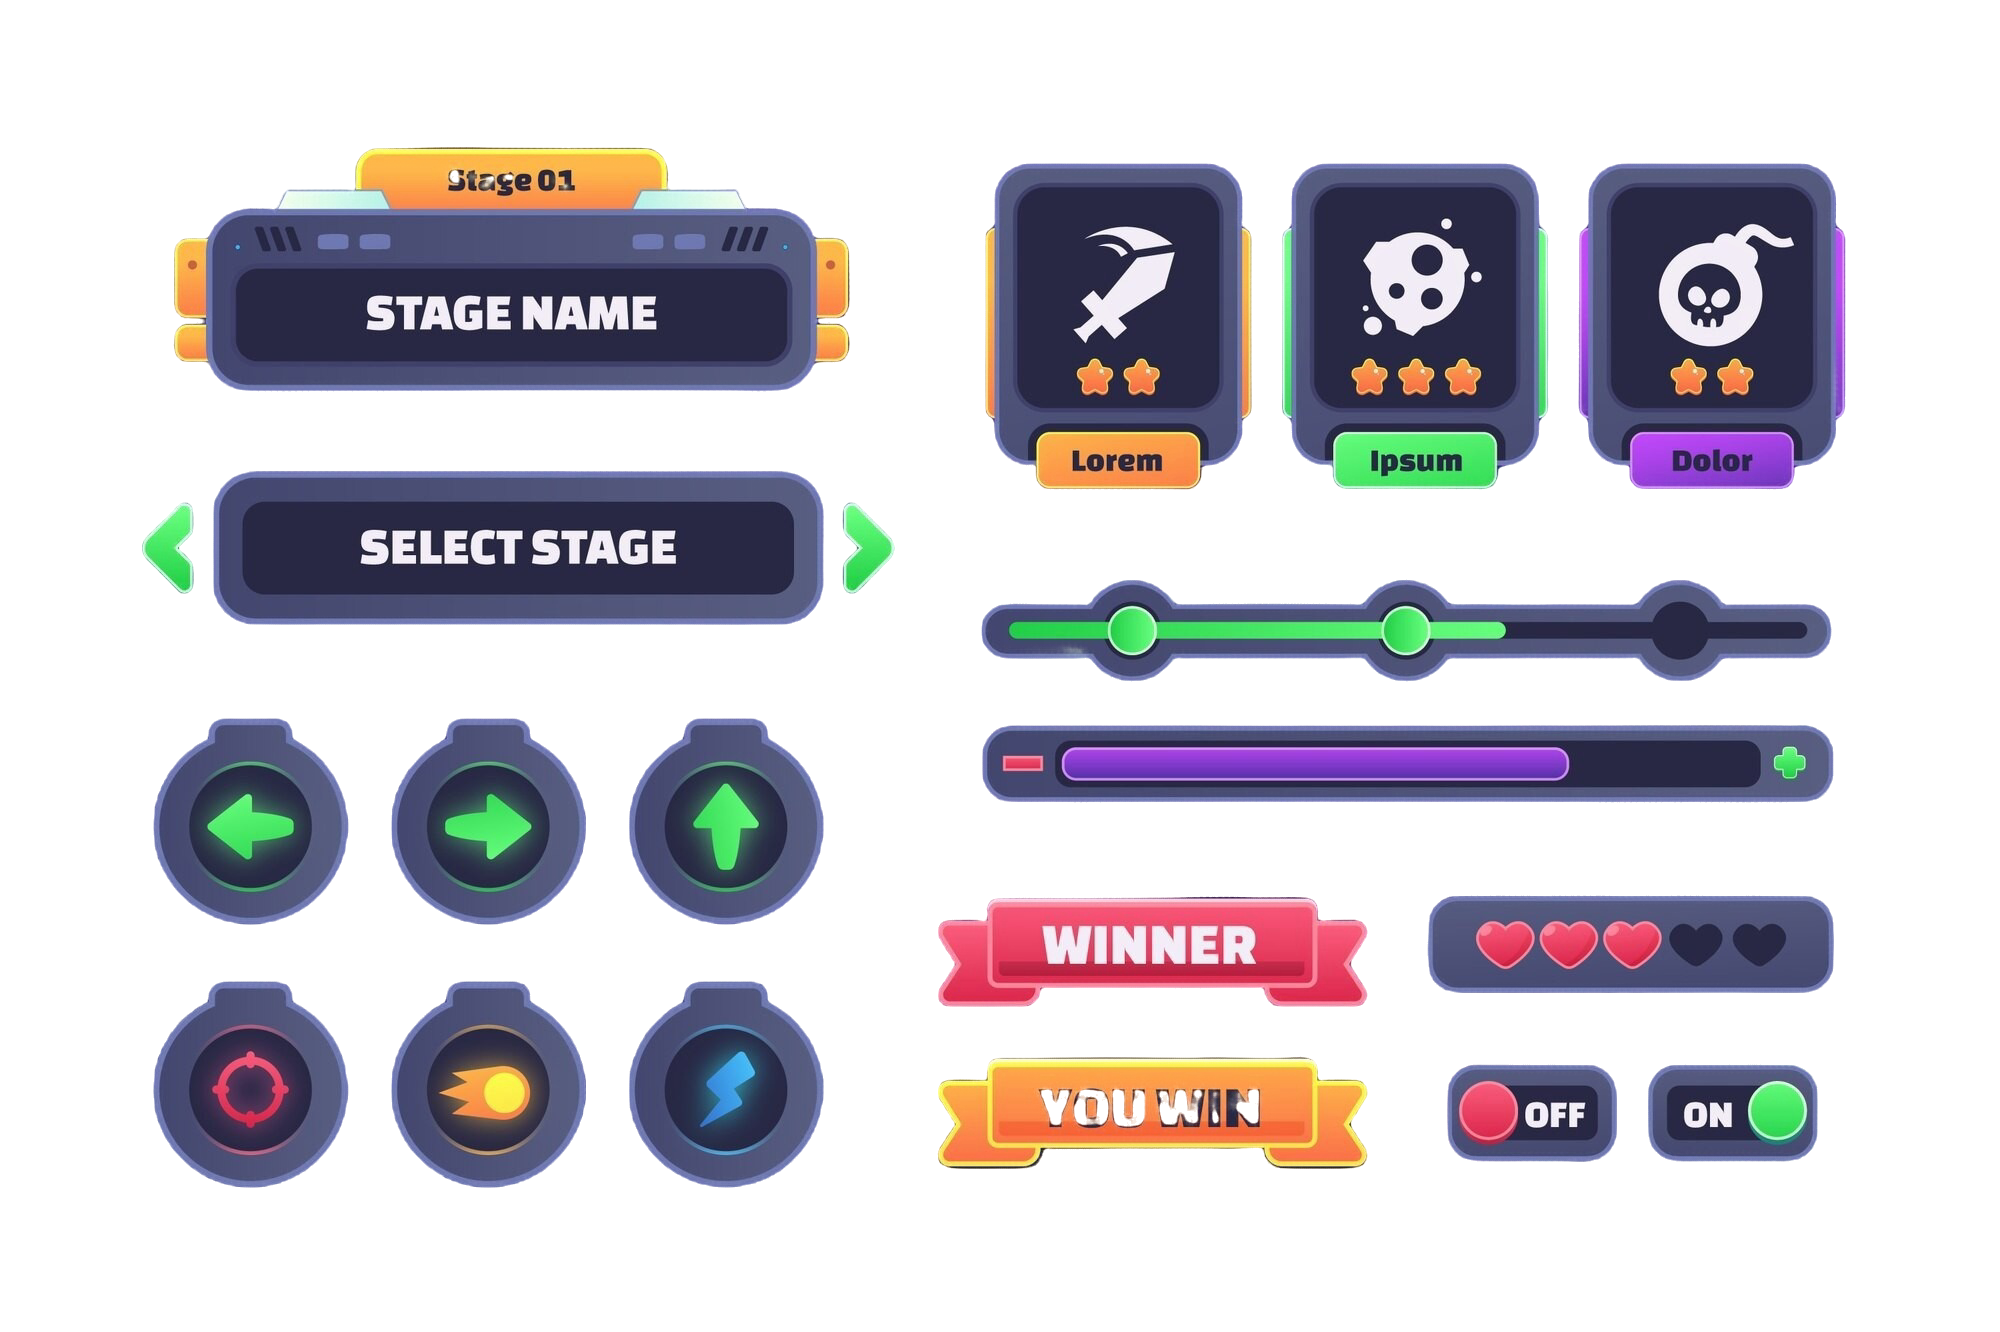 Stage 01
STAGE NAME
SELECT STAGE
Lorem
Ipsum
Dolor
WINNER
YOU WIN
OFF
ON